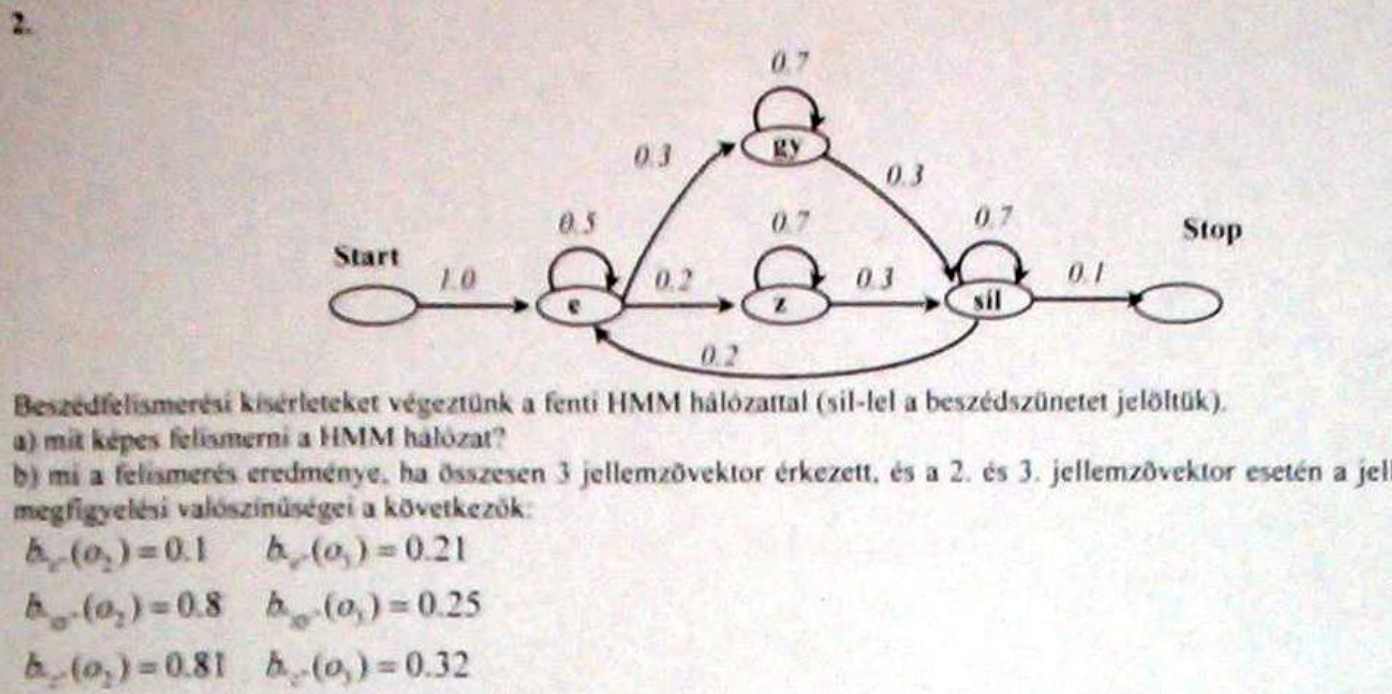 2.
0.7
gy
0.3
0.3
0.5
0.7
0.7
Start
Stop
1.0
0.2
0.3
0.1
e
z
sil
0.2
Beszédfelismerési kísérleteket végeztünk a fenti HMM hálózattal (sil-lel a beszédszünetet jelöltük).
a) mit képes felismerni a HMM hálózat?
b) mi a felismerés eredménye, ha összesen 3 jellemzővektor érkezett, és a 2. és 3. jellemzővektor esetén a jell
megfigyelési valószínűségei a következők:
(o₂) = 0.1 (o₃) = 0.21
(o₂) = 0.8 (o₃) = 0.25
(o₂) = 0.81 (o₃) = 0.32